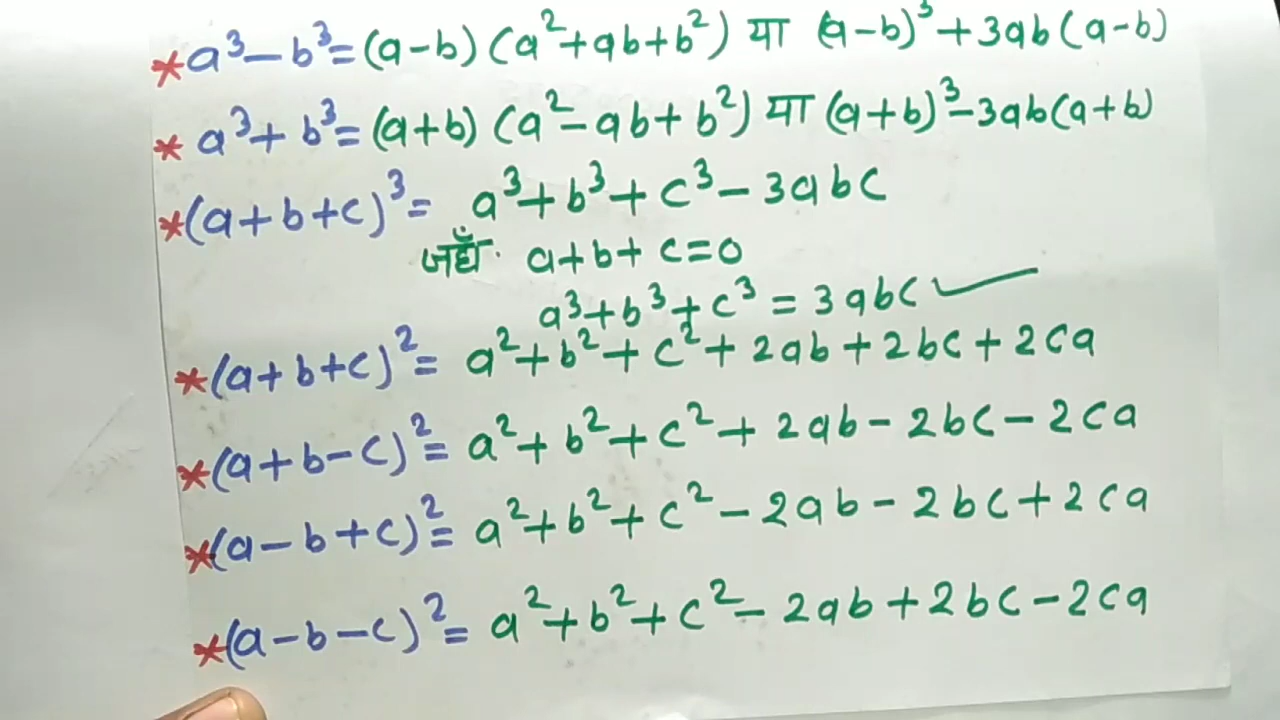 * a³ – b³ = (a – b) (a² + ab + b²) या (a – b)³ + 3ab (a – b)
* a³ + b³ = (a + b) (a² – ab + b²) या (a + b)³ – 3ab (a + b)
* (a + b + c)³ = a³ + b³ + c³ – 3abc
जहाँ a + b + c = 0
a³ + b³ + c³ = 3abc ✓
* (a + b + c)² = a² + b² + c² + 2ab + 2bc + 2ca
* (a + b – c)² = a² + b² + c² + 2ab – 2bc – 2ca
* (a – b + c)² = a² + b² + c² – 2ab – 2bc + 2ca
* (a – b – c)² = a² + b² + c² – 2ab + 2bc – 2ca